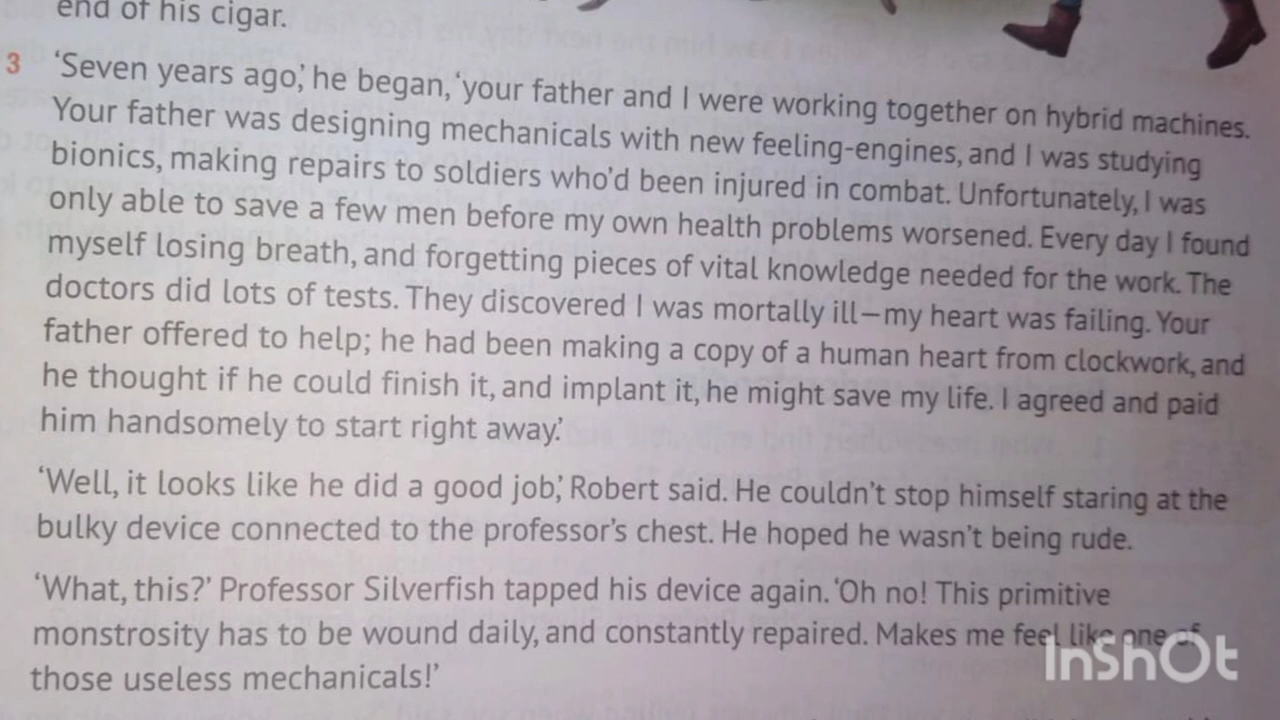 end of his cigar.
3 ‘Seven years ago,’ he began, ‘your father and I were working together on hybrid machines.
Your father was designing mechanicals with new feeling-engines, and I was studying
bionics, making repairs to soldiers who’d been injured in combat. Unfortunately, I was
only able to save a few men before my own health problems worsened. Every day I found
myself losing breath, and forgetting pieces of vital knowledge needed for the work. The
doctors did lots of tests. They discovered I was mortally ill—my heart was failing. Your
father offered to help; he had been making a copy of a human heart from clockwork, and
he thought if he could finish it, and implant it, he might save my life. I agreed and paid
him handsomely to start right away.’
‘Well, it looks like he did a good job,’ Robert said. He couldn’t stop himself staring at the
bulky device connected to the professor’s chest. He hoped he wasn’t being rude.
‘What, this?’ Professor Silverfish tapped his device again. ‘Oh no! This primitive
monstrosity has to be wound daily, and constantly repaired. Makes me feel like one of
those useless mechanicals!’
InShOt